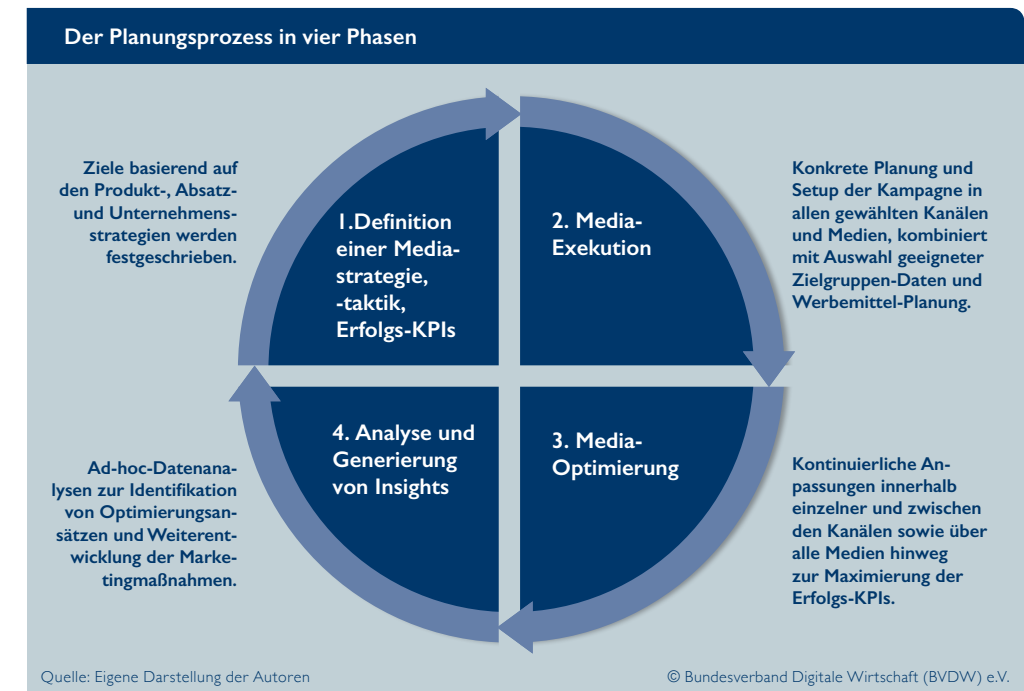 Der Planungsprozess in vier Phasen
Ziele basierend auf
den Produkt-, Absatz-
und Unternehmens-
strategien werden
festgeschrieben.
1.Definition
einer Media-
strategie,
-taktik,
Erfolgs-KPIs
2. Media-
Exekution
Konkrete Planung und
Setup der Kampagne in
allen gewählten Kanälen
und Medien, kombiniert
mit Auswahl geeigneter
Zielgruppen-Daten und
Werbemittel-Planung.
Ad-hoc-Datenana-
lysen zur Identifikation
von Optimierungsan-
sätzen und Weiterent-
wicklung der Marke-
tingmaßnahmen.
4. Analyse und
Generierung
von Insights
3. Media-
Optimierung
Kontinuierliche An-
passungen innerhalb
einzelner und zwischen
den Kanälen sowie über
alle Medien hinweg
zur Maximierung der
Erfolgs-KPIs.
Quelle: Eigene Darstellung der Autoren
© Bundesverband Digitale Wirtschaft (BVDW) e.V.